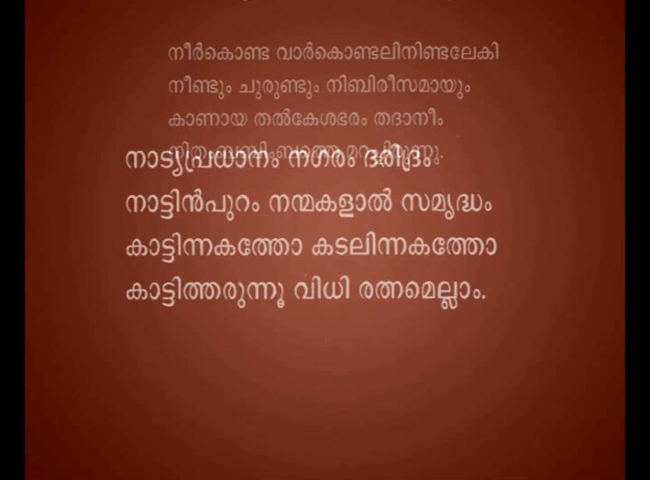 നീർകൊണ്ട വാർകൊണ്ടലിനിണ്ടലേകി
നീണ്ടും ചുരുണ്ടും നിബിരീസമായും
കാണായ തൽകേശഭരം തദാനീം
നാട്യപ്രധാനം നഗരം ദരിദ്രം
നാട്ടിൻപുറം നന്മകളാൽ സമൃദ്ധം
കാട്ടിന്നകത്തോ കടലിന്നകത്തോ
കാട്ടിത്തരുന്നൂ വിധി രത്നമെല്ലാം.